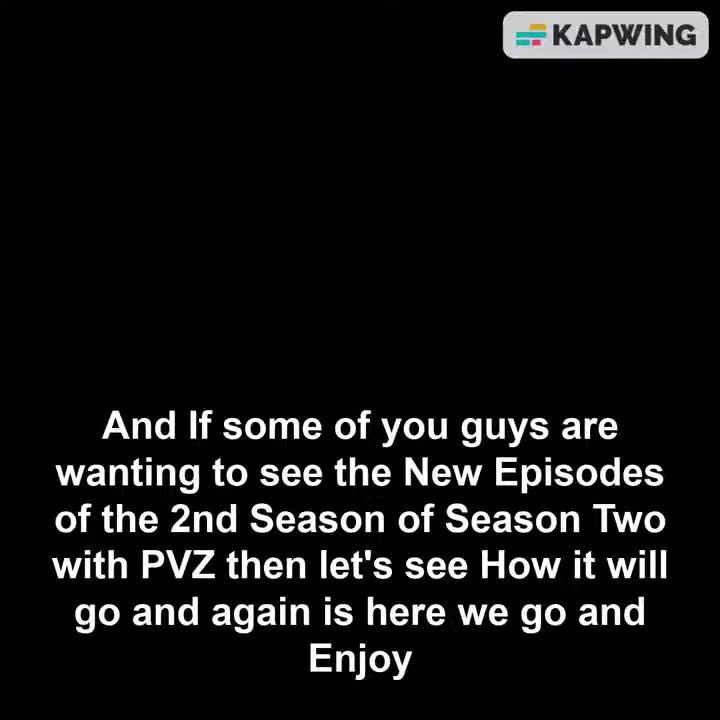 KAPWING
And If some of you guys are
wanting to see the New Episodes
of the 2nd Season of Season Two
with PVZ then let's see How it will
go and again is here we go and
Enjoy